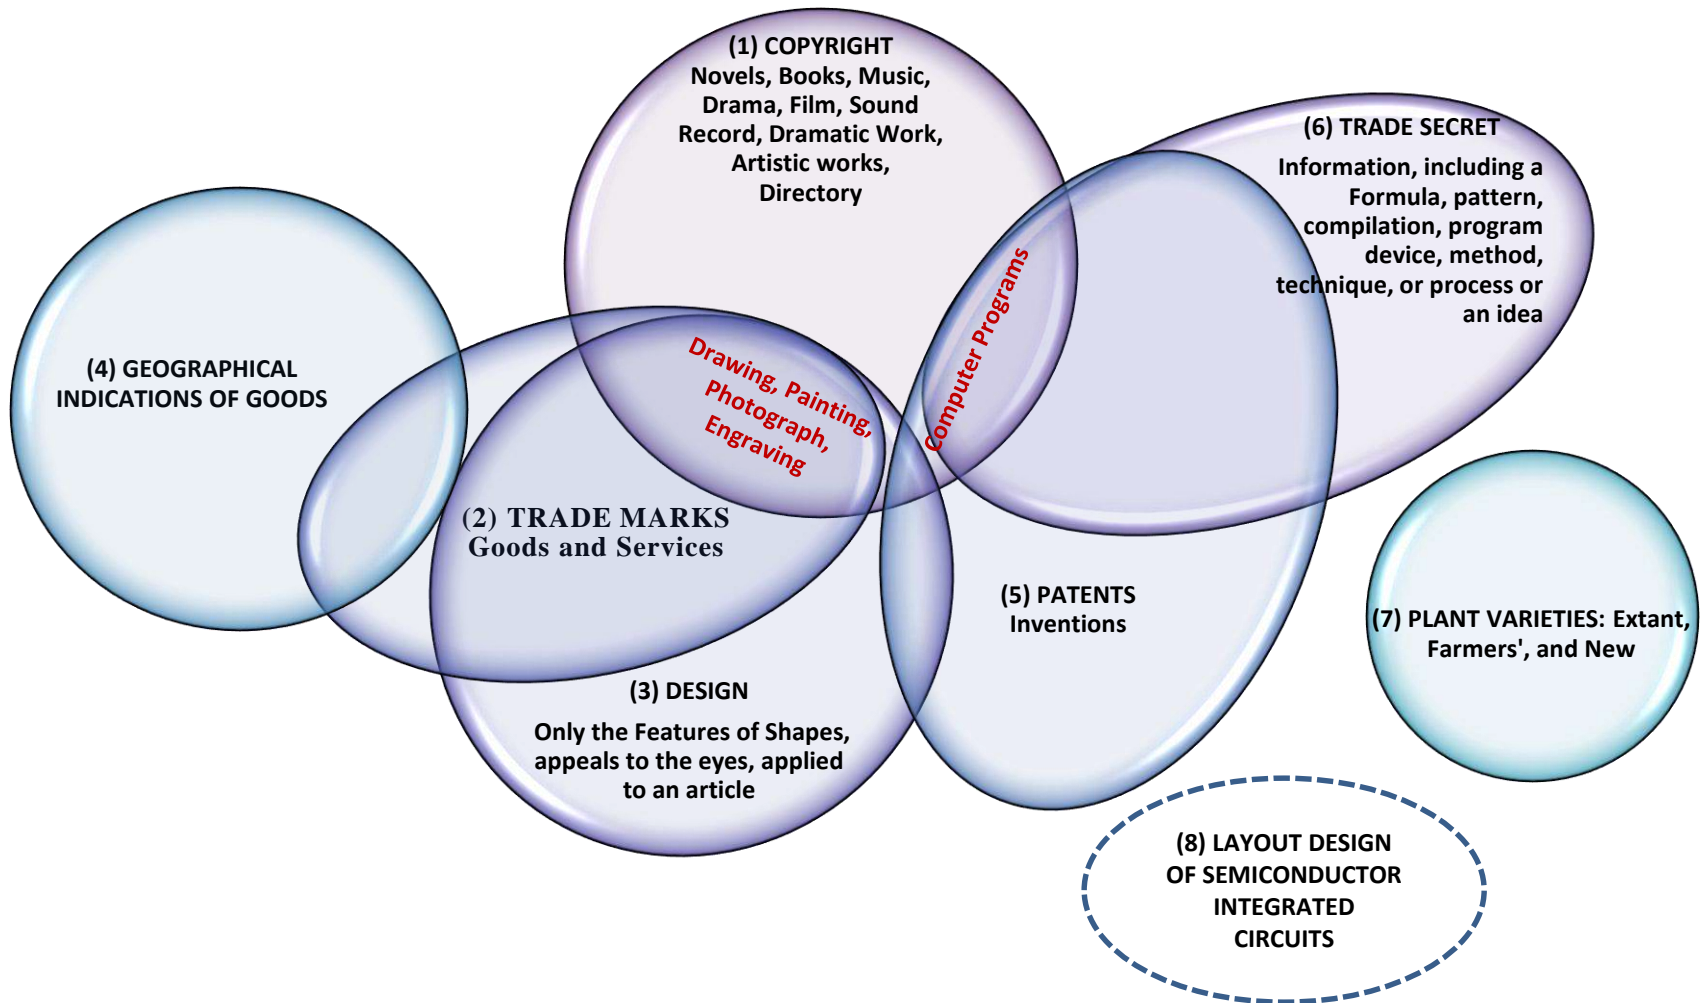 (1) COPYRIGHT
Novels, Books, Music,
Drama, Film, Sound
Record, Dramatic Work,
Artistic works,
Directory
(6) TRADE SECRET
Information, including a
Formula, pattern,
compilation, program
device, method,
technique, or process or
an idea
(4) GEOGRAPHICAL
INDICATIONS OF GOODS
Drawing, Painting,
Photograph,
Engraving
Computer Programs
(2) TRADE MARKS
Goods and Services
(5) PATENTS
Inventions
(7) PLANT VARIETIES: Extant,
Farmers', and New
(3) DESIGN
Only the Features of Shapes,
appeals to the eyes, applied
to an article
(8) LAYOUT DESIGN
OF SEMICONDUCTOR
INTEGRATED
CIRCUITS